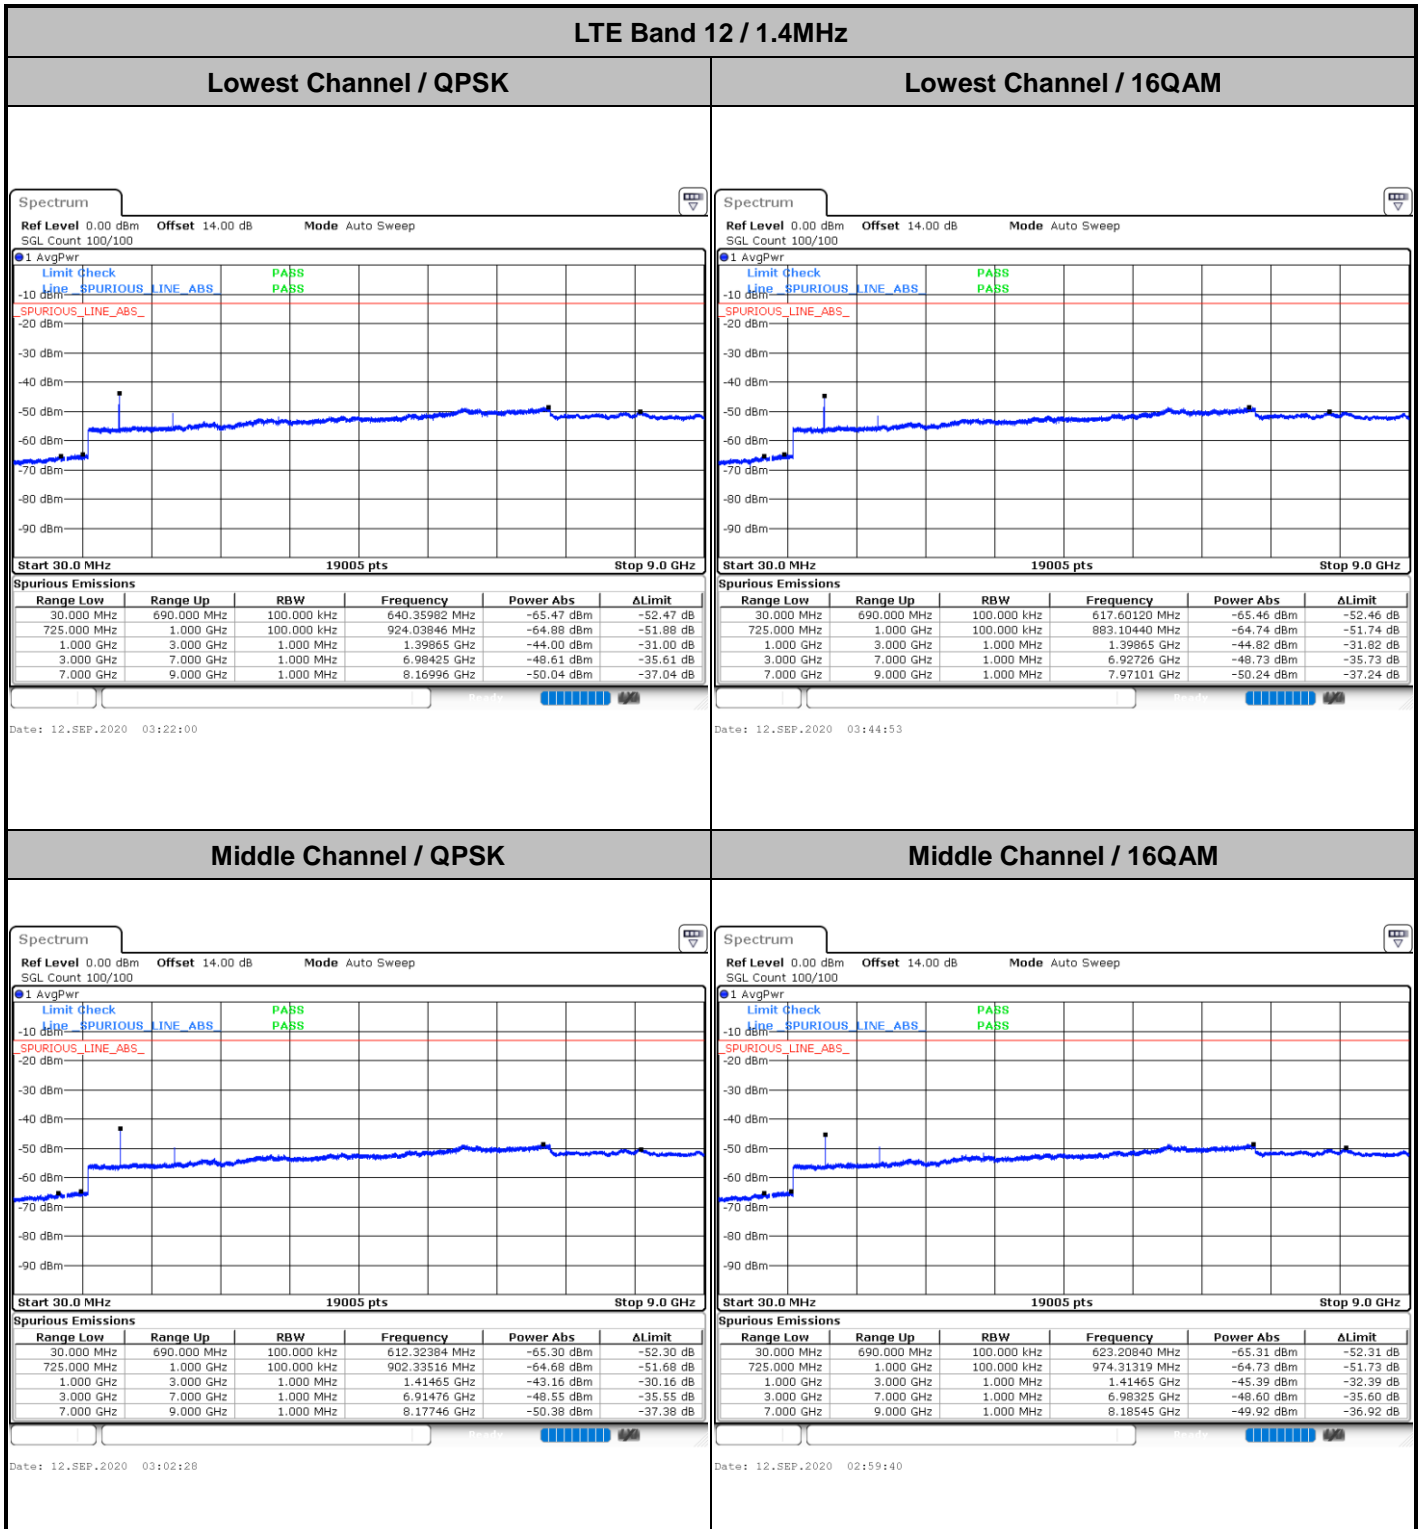 LTE Band 12 / 1.4MHz
Lowest Channel / QPSK
Lowest Channel / 16QAM
Spectrum
Ref Level 0.00 dBm Offset 14.00 dB Mode Auto Sweep
SGL Count 100/100
1 AvgPwr
Limit Check PASS
Line _SPURIOUS_LINE_ABS_ PASS
-10 dBm
_SPURIOUS_LINE_ABS_
-20 dBm
-30 dBm
-40 dBm
-50 dBm
-60 dBm
-70 dBm
-80 dBm
-90 dBm
Start 30.0 MHz 19005 pts Stop 9.0 GHz
Spurious Emissions
Range Low Range Up RBW Frequency Power Abs ΔLimit
30.000 MHz 690.000 MHz 100.000 kHz 640.35982 MHz -65.47 dBm -52.47 dB
725.000 MHz 1.000 GHz 100.000 kHz 924.03846 MHz -64.88 dBm -51.88 dB
1.000 GHz 3.000 GHz 1.000 MHz 1.39865 GHz -44.00 dBm -31.00 dB
3.000 GHz 7.000 GHz 1.000 MHz 6.98425 GHz -48.61 dBm -35.61 dB
7.000 GHz 9.000 GHz 1.000 MHz 8.16996 GHz -50.04 dBm -37.04 dB
Ready
Date: 12.SEP.2020 03:22:00
Spectrum
Ref Level 0.00 dBm Offset 14.00 dB Mode Auto Sweep
SGL Count 100/100
1 AvgPwr
Limit Check PASS
Line _SPURIOUS_LINE_ABS_ PASS
-10 dBm
_SPURIOUS_LINE_ABS_
-20 dBm
-30 dBm
-40 dBm
-50 dBm
-60 dBm
-70 dBm
-80 dBm
-90 dBm
Start 30.0 MHz 19005 pts Stop 9.0 GHz
Spurious Emissions
Range Low Range Up RBW Frequency Power Abs ΔLimit
30.000 MHz 690.000 MHz 100.000 kHz 617.60120 MHz -65.46 dBm -52.46 dB
725.000 MHz 1.000 GHz 100.000 kHz 883.10440 MHz -64.74 dBm -51.74 dB
1.000 GHz 3.000 GHz 1.000 MHz 1.39865 GHz -44.82 dBm -31.82 dB
3.000 GHz 7.000 GHz 1.000 MHz 6.92726 GHz -48.73 dBm -35.73 dB
7.000 GHz 9.000 GHz 1.000 MHz 7.97101 GHz -50.24 dBm -37.24 dB
Ready
Date: 12.SEP.2020 03:44:53
Middle Channel / QPSK
Middle Channel / 16QAM
Spectrum
Ref Level 0.00 dBm Offset 14.00 dB Mode Auto Sweep
SGL Count 100/100
1 AvgPwr
Limit Check PASS
Line _SPURIOUS_LINE_ABS_ PASS
-10 dBm
_SPURIOUS_LINE_ABS_
-20 dBm
-30 dBm
-40 dBm
-50 dBm
-60 dBm
-70 dBm
-80 dBm
-90 dBm
Start 30.0 MHz 19005 pts Stop 9.0 GHz
Spurious Emissions
Range Low Range Up RBW Frequency Power Abs ΔLimit
30.000 MHz 690.000 MHz 100.000 kHz 612.32384 MHz -65.30 dBm -52.30 dB
725.000 MHz 1.000 GHz 100.000 kHz 902.33516 MHz -64.68 dBm -51.68 dB
1.000 GHz 3.000 GHz 1.000 MHz 1.41465 GHz -43.16 dBm -30.16 dB
3.000 GHz 7.000 GHz 1.000 MHz 6.91476 GHz -48.55 dBm -35.55 dB
7.000 GHz 9.000 GHz 1.000 MHz 8.17746 GHz -50.38 dBm -37.38 dB
Ready
Date: 12.SEP.2020 03:02:28
Spectrum
Ref Level 0.00 dBm Offset 14.00 dB Mode Auto Sweep
SGL Count 100/100
1 AvgPwr
Limit Check PASS
Line _SPURIOUS_LINE_ABS_ PASS
-10 dBm
_SPURIOUS_LINE_ABS_
-20 dBm
-30 dBm
-40 dBm
-50 dBm
-60 dBm
-70 dBm
-80 dBm
-90 dBm
Start 30.0 MHz 19005 pts Stop 9.0 GHz
Spurious Emissions
Range Low Range Up RBW Frequency Power Abs ΔLimit
30.000 MHz 690.000 MHz 100.000 kHz 623.20840 MHz -65.31 dBm -52.31 dB
725.000 MHz 1.000 GHz 100.000 kHz 974.31319 MHz -64.73 dBm -51.73 dB
1.000 GHz 3.000 GHz 1.000 MHz 1.41465 GHz -45.39 dBm -32.39 dB
3.000 GHz 7.000 GHz 1.000 MHz 6.98325 GHz -48.60 dBm -35.60 dB
7.000 GHz 9.000 GHz 1.000 MHz 8.18545 GHz -49.92 dBm -36.92 dB
Ready
Date: 12.SEP.2020 02:59:40